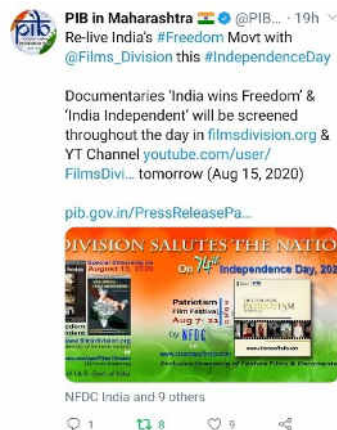 pib
PIB in Maharashtra @PIB... · 19h
Re-live India's #Freedom Movt with
@Films_Division this #IndependenceDay
Documentaries 'India wins Freedom' &
'India Independent' will be screened
throughout the day in filmsdivision.org &
YT Channel youtube.com/user/
FilmsDivi... tomorrow (Aug 15, 2020)
pib.gov.in/PressReleasePa...
DIVISION SALUTES THE NATIO
On 74th Independence Day, 202
August 15, 2020
Patriotism
Film Festival
Aug 7- 21
by NFDC
NFDC India and 9 others
1 8 9